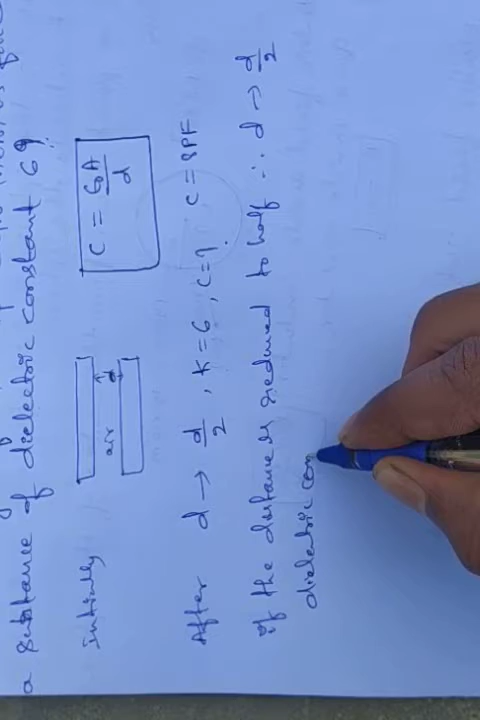 a substance of dielectric constant 6?
Initially
air
d
C = ε₀A/d
After d → d/2, K = 6, C = ? C = 8PF
If the distance is reduced to half ∴ d → d/2
dielectric con